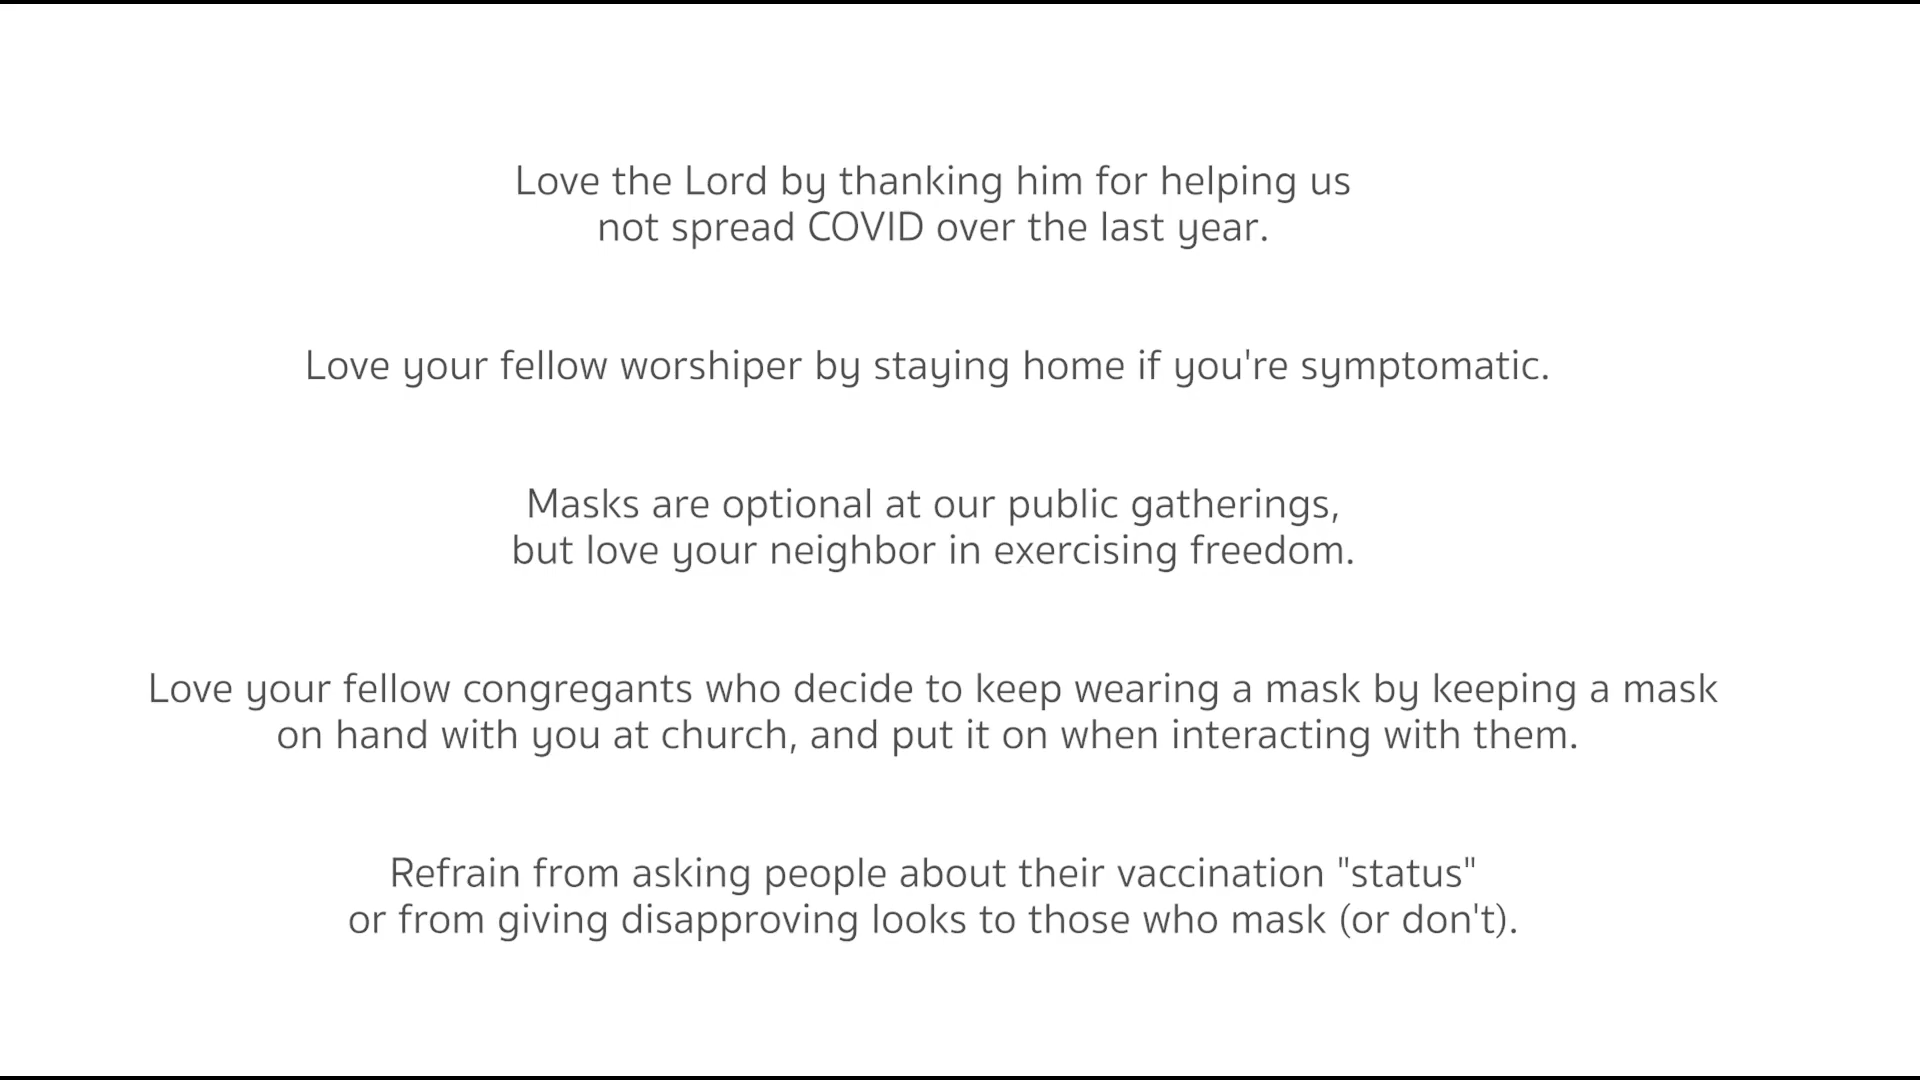 Love the Lord by thanking him for helping us
not spread COVID over the last year.
Love your fellow worshiper by staying home if you're symptomatic.
Masks are optional at our public gatherings,
but love your neighbor in exercising freedom.
Love your fellow congregants who decide to keep wearing a mask by keeping a mask
on hand with you at church, and put it on when interacting with them.
Refrain from asking people about their vaccination "status"
or from giving disapproving looks to those who mask (or don't).